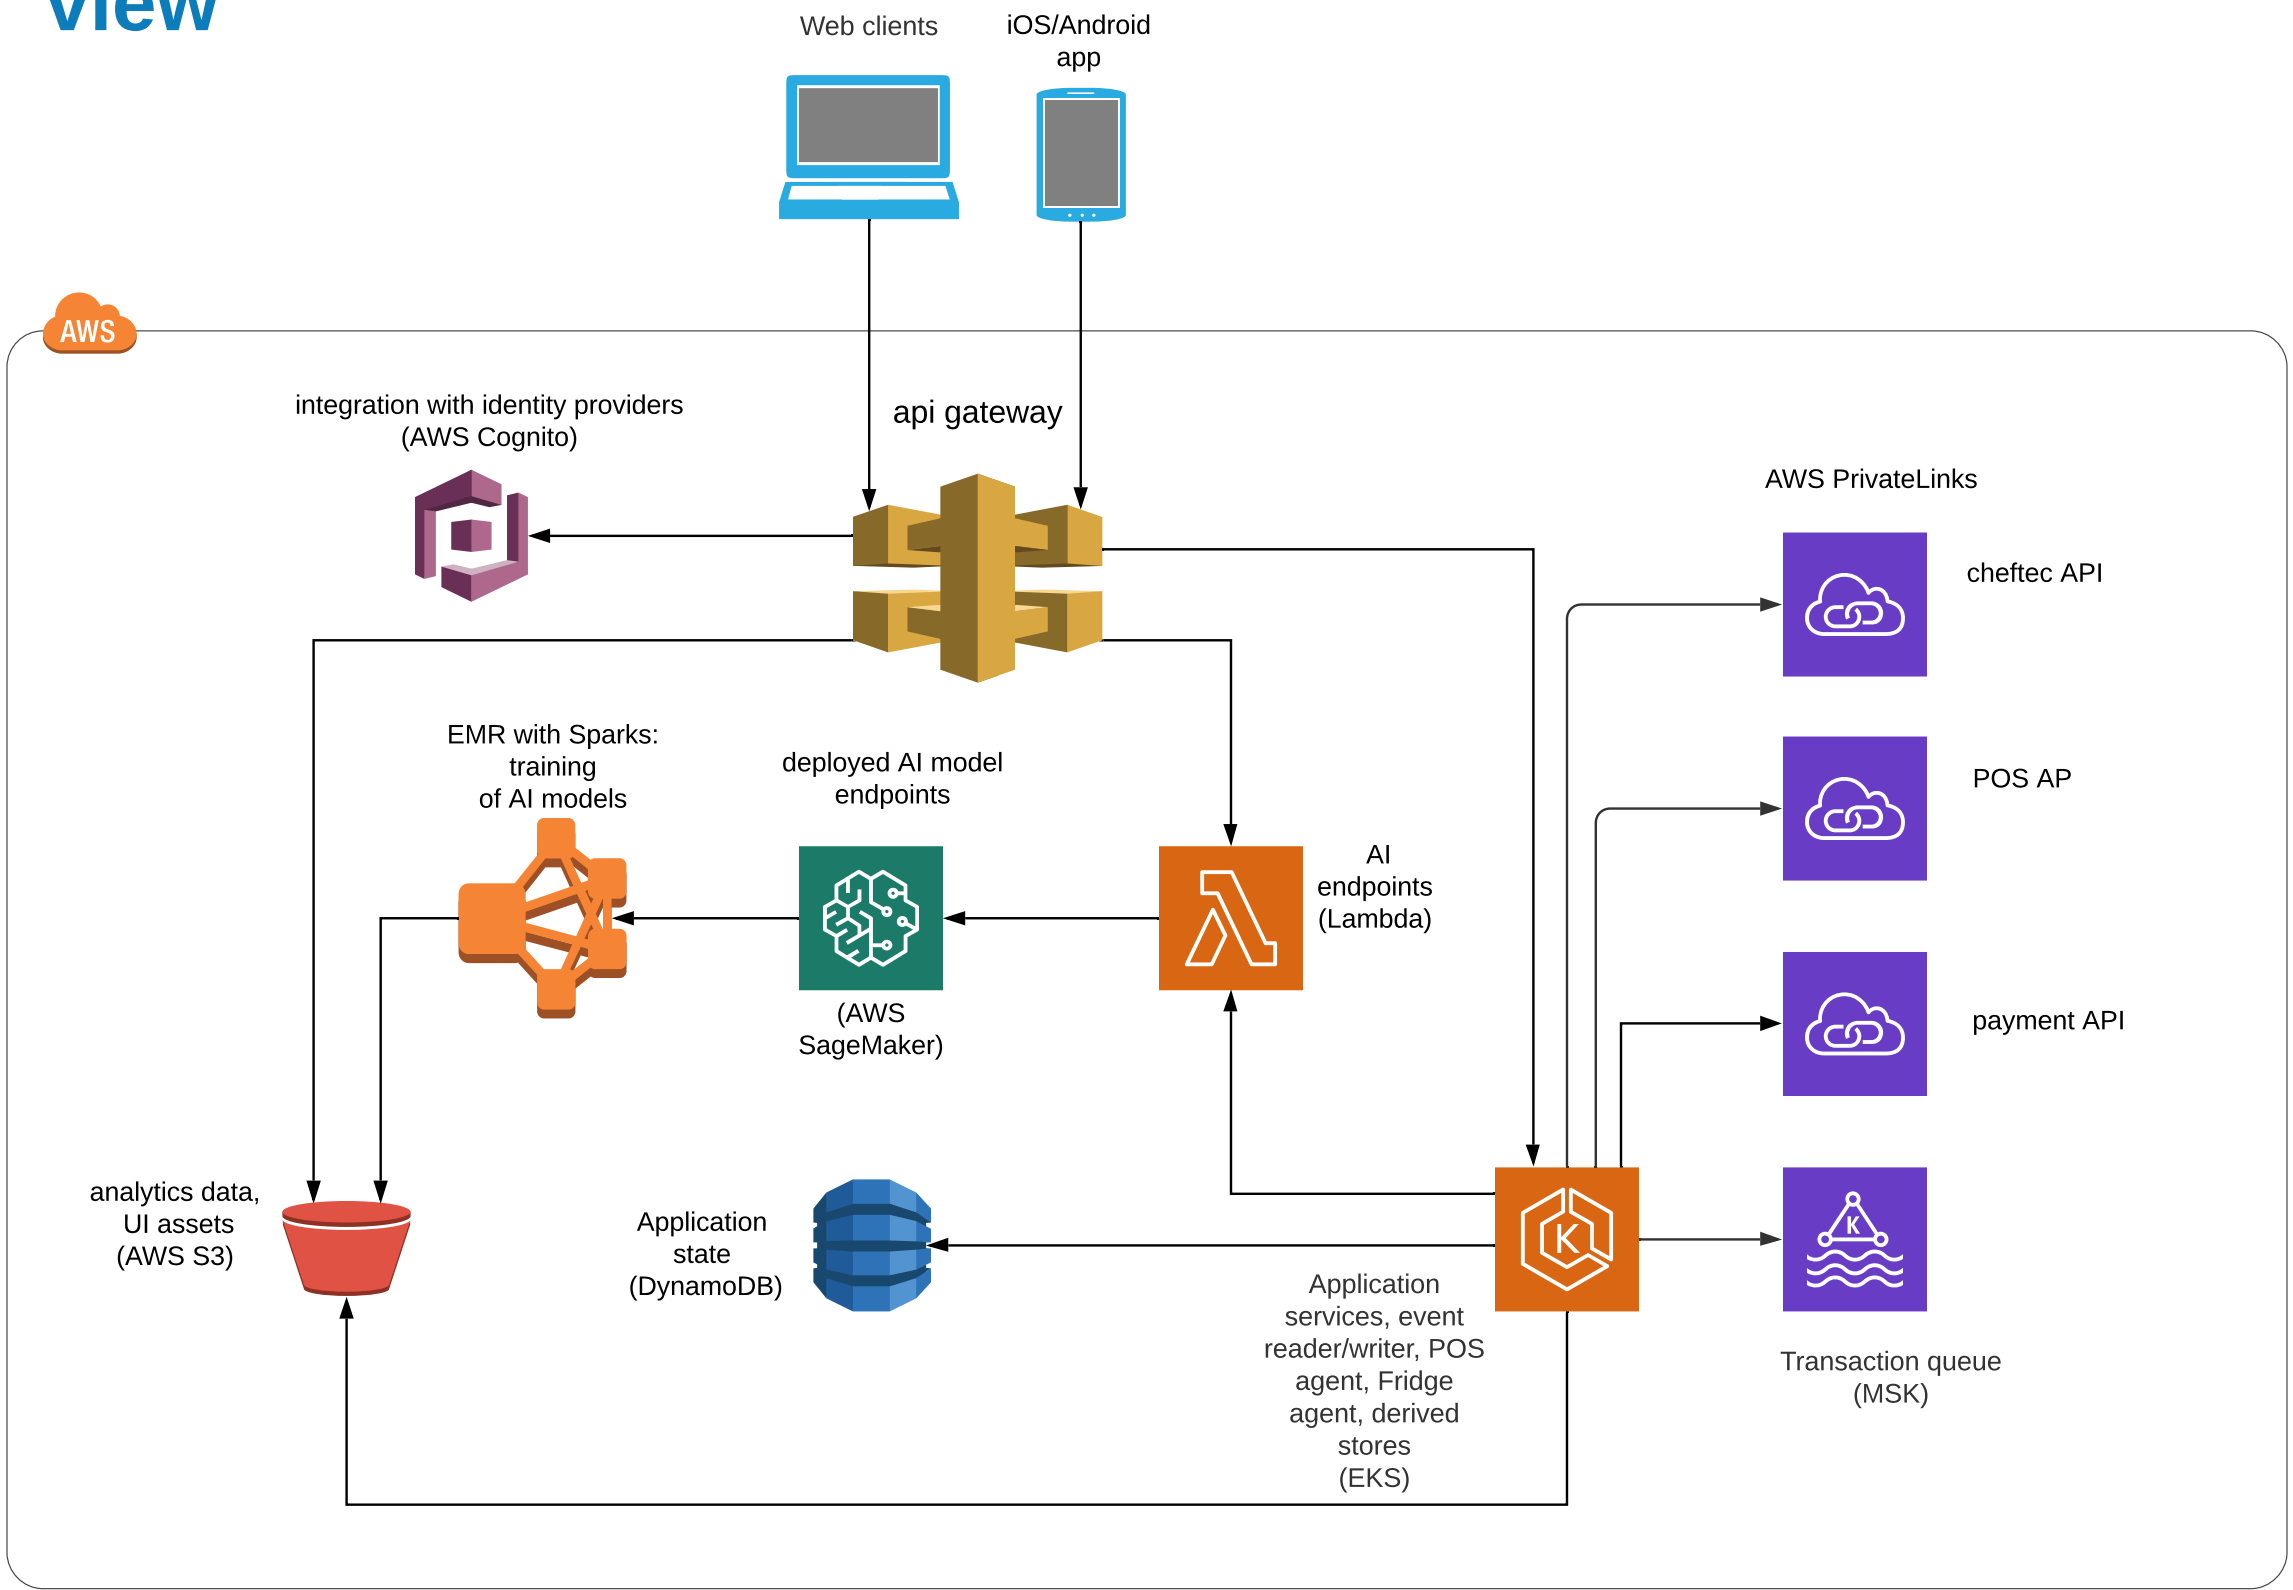 view
Web clients
iOS/Android
app
AWS
integration with identity providers
(AWS Cognito)
api gateway
AWS PrivateLinks
cheftec API
EMR with Sparks:
training
of AI models
deployed AI model
endpoints
POS AP
AI
endpoints
(Lambda)
(AWS
SageMaker)
payment API
analytics data,
UI assets
(AWS S3)
Application
state
(DynamoDB)
K
K
Application
services, event
reader/writer, POS
agent, Fridge
agent, derived
stores
(EKS)
Transaction queue
(MSK)